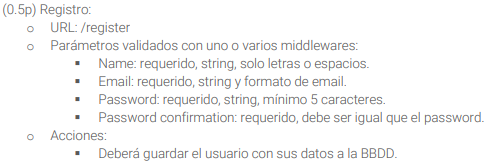 (0.5p) Registro:
o URL: /register
o Parámetros validados con uno o varios middlewares:
▪ Name: requerido, string, solo letras o espacios.
▪ Email: requerido, string y formato de email.
▪ Password: requerido, string, mínimo 5 caracteres.
▪ Password confirmation: requerido, debe ser igual que el password.
o Acciones:
▪ Deberá guardar el usuario con sus datos a la BBDD.